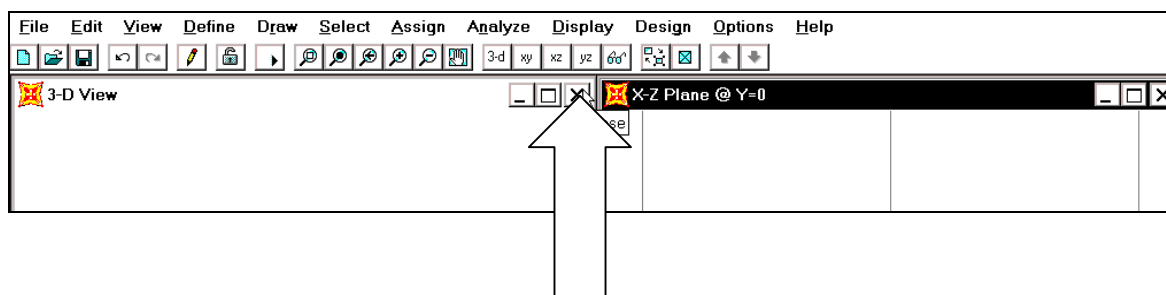 File Edit View Define Draw Select Assign Analyze Display Design Options Help
3-d xy xz yz
3-D View
X-Z Plane @ Y=0
se